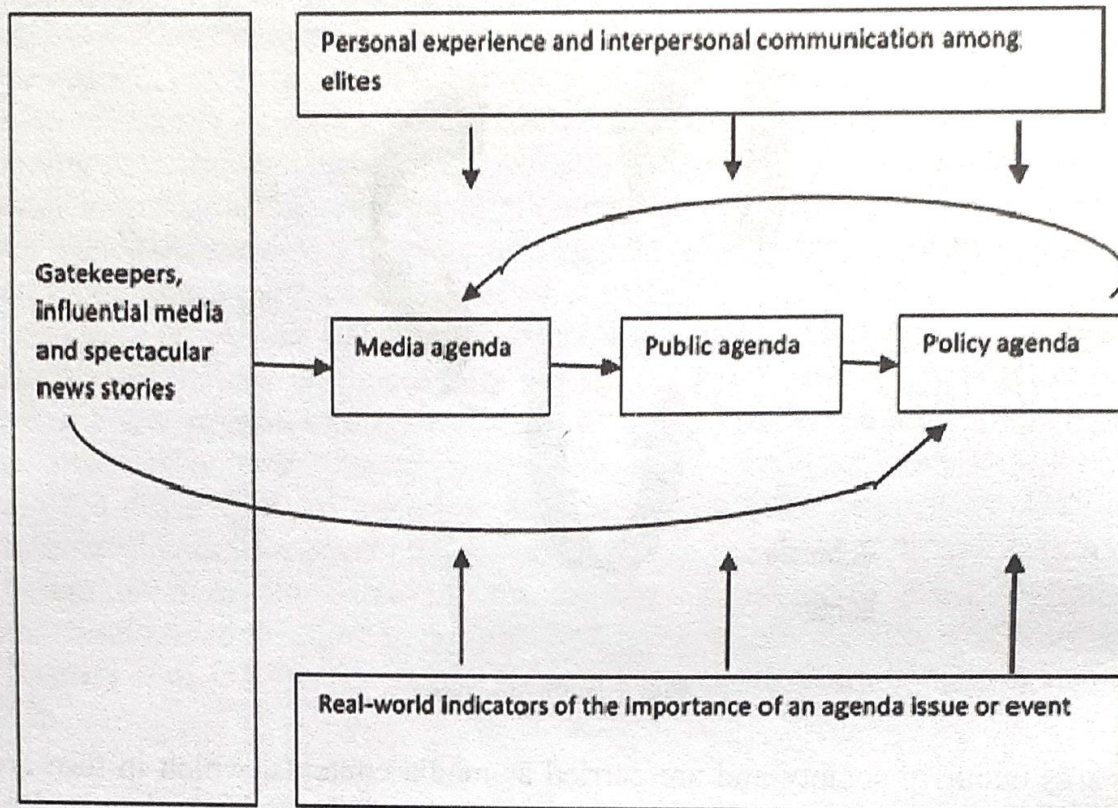 Personal experience and interpersonal communication among
elites
Gatekeepers,
influential media
and spectacular
news stories
Media agenda
Public agenda
Policy agenda
Real-world indicators of the importance of an agenda issue or event